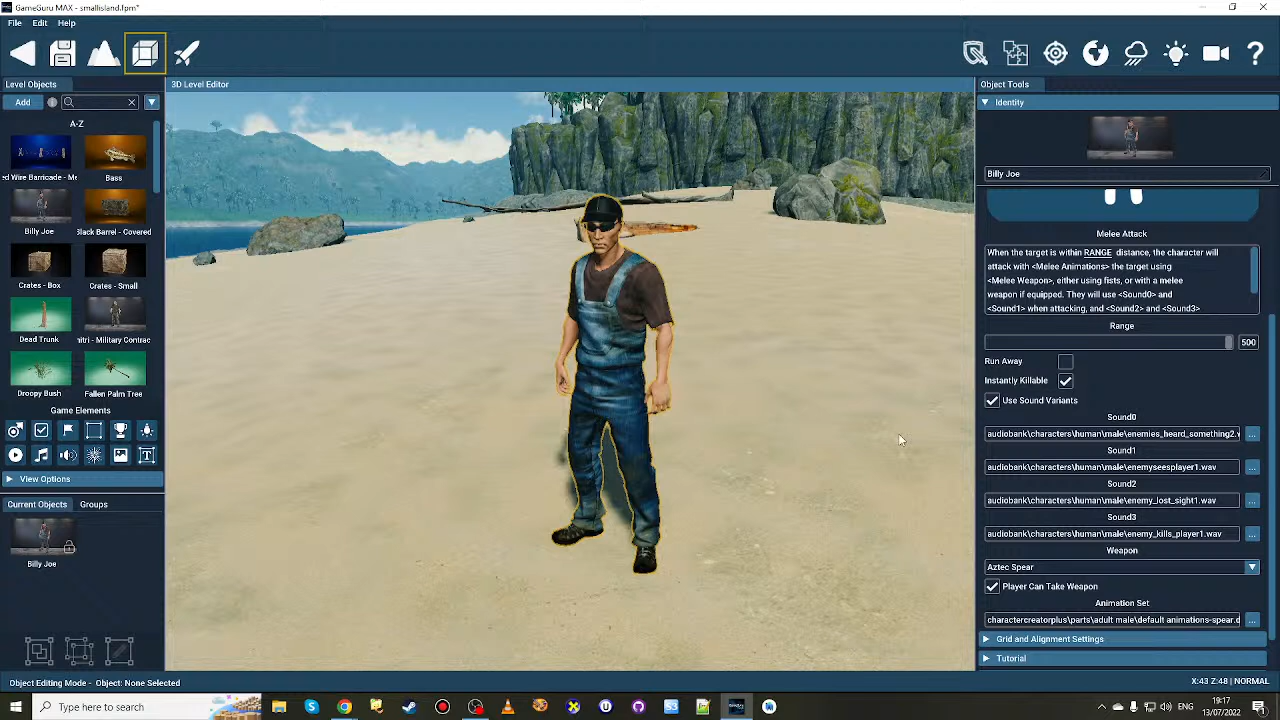 GameGuru MAX - smallisland.fpm*
File Edit Help
Level Objects
Add
A-Z
d Wire Barricade - Me
Bass
Billy Joe
Black Barrel - Covered
Crates - Box
Crates - Small
Dead Trunk
nitri - Military Contrac
Droopy Bush
Fallen Palm Tree
Game Elements
View Options
Current Objects Groups
Billy Joe
3D Level Editor
Object Tools
Identity
Billy Joe
Melee Attack
When the target is within RANGE distance, the character will
attack with <Melee Animations> the target using
<Melee Weapon>, either using fists, or with a melee
weapon if equipped. They will use <Sound0> and
<Sound1> when attacking, and <Sound2> and <Sound3>
Range
500
Run Away
Instantly Killable
Use Sound Variants
Sound0
audiobank\characters\human\male\enemies_heard_something2.v
...
Sound1
audiobank\characters\human\male\enemyseesplayer1.wav
...
Sound2
audiobank\characters\human\male\enemy_lost_sight1.wav
...
Sound3
audiobank\characters\human\male\enemy_kills_player1.wav
...
Weapon
Aztec Spear
Player Can Take Weapon
Animation Set
charactercreatorplus\parts\adult male\default animations-spear.d
...
Grid and Alignment Settings
Tutorial
Object Editing Mode - Object: None Selected
X:43 Z:48 | NORMAL
Type here to search
19:17
13/07/2022